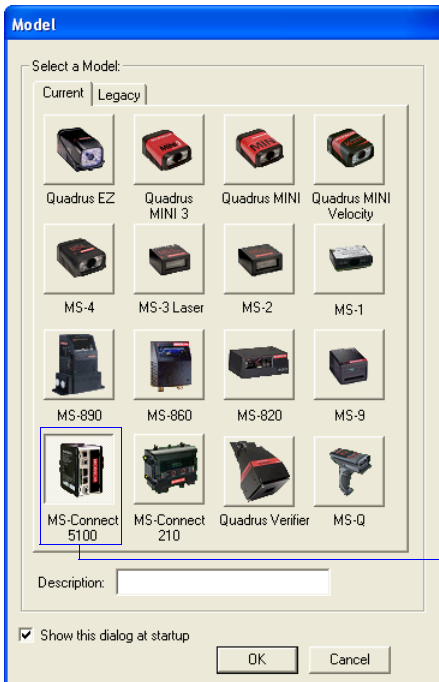 Model
Select a Model:
Current Legacy
Quadrus EZ
Quadrus
MINI 3
Quadrus MINI
Quadrus MINI
Velocity
MS-4
MS-3 Laser
MS-2
MS-1
MS-890
MS-860
MS-820
MS-9
MS-Connect
5100
MS-Connect
210
Quadrus Verifier
MS-Q
Description:
Show this dialog at startup
OK Cancel